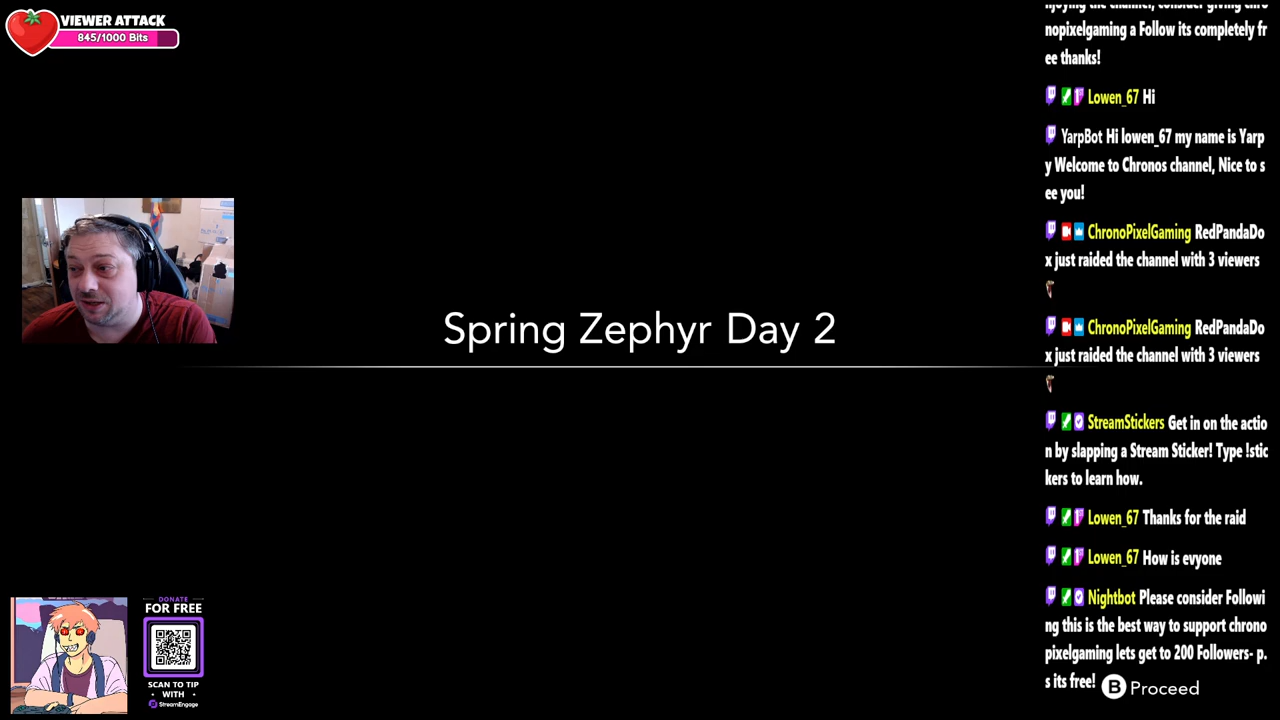 VIEWER ATTACK
845/1000 Bits
njoying the channel, consider giving chro
nopixelgaming a Follow its completely fr
ee thanks!
Lowen_67 Hi
YarpBot Hi lowen_67 my name is Yarp
y Welcome to Chronos channel, Nice to s
ee you!
ChronoPixelGaming RedPandaDo
x just raided the channel with 3 viewers
ChronoPixelGaming RedPandaDo
x just raided the channel with 3 viewers
StreamStickers Get in on the actio
n by slapping a Stream Sticker! Type !stic
kers to learn how.
Lowen_67 Thanks for the raid
Lowen_67 How is evyone
Nightbot Please consider Followi
ng this is the best way to support chrono
pixelgaming lets get to 200 Followers- p.
s its free!
Spring Zephyr Day 2
DONATE
FOR FREE
SCAN TO TIP
• WITH •
StreamEngage
B Proceed